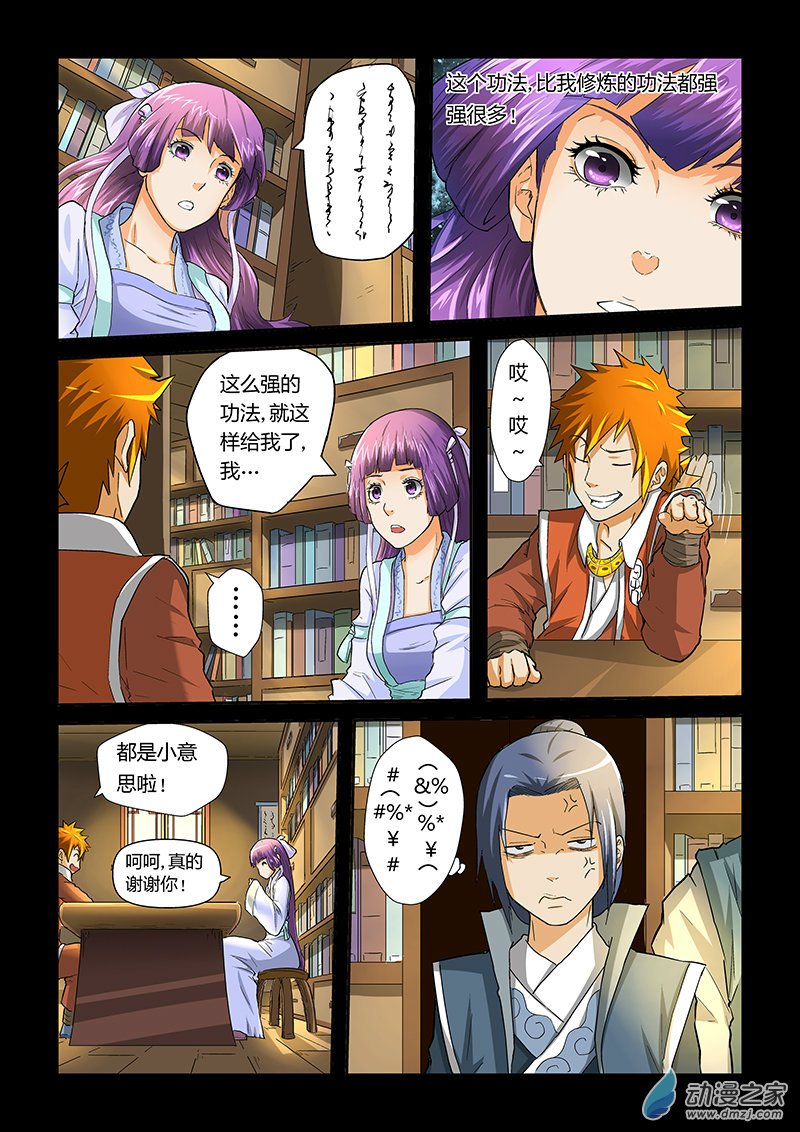 这个功法,比我修炼的功法都强
强很多!
这么强的
功法,就这
样给我了,
我…
……
哎~哎~
都是小意
思啦!
呵呵,真的
谢谢你!
(&%)%*¥(
#(#%*¥#
动漫之家
www.dmzj.com